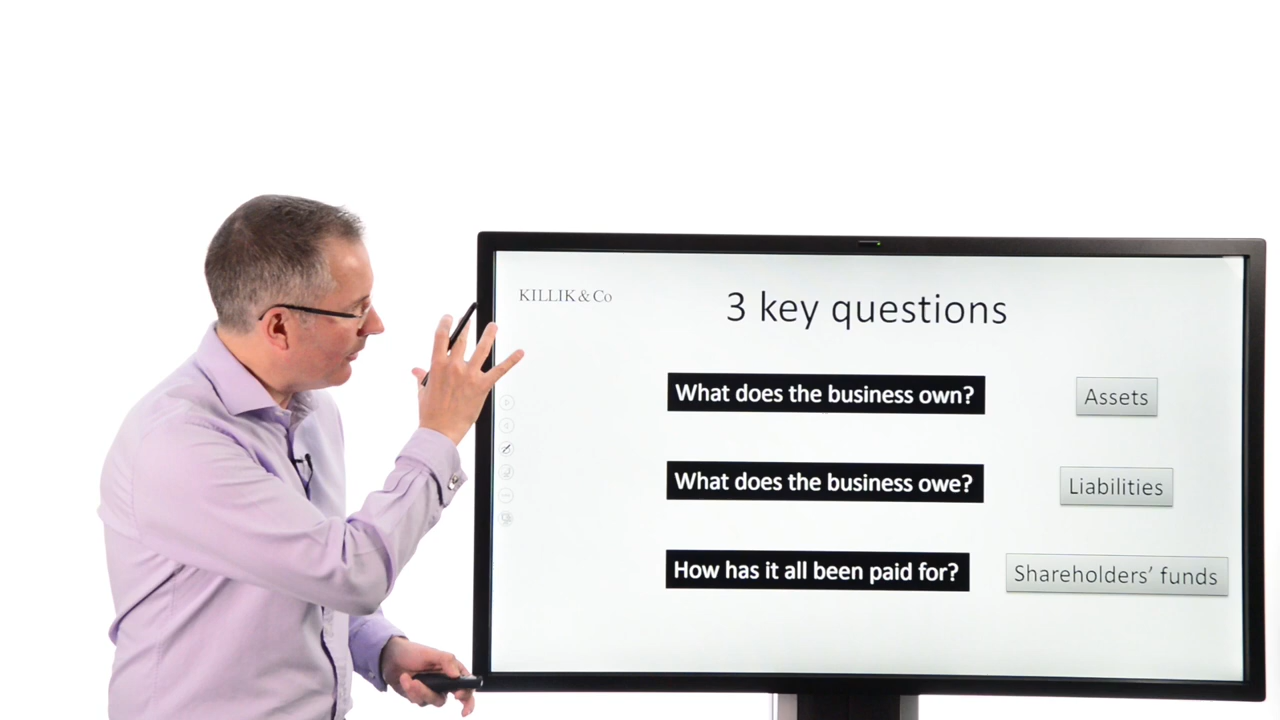 KILLIK & Co
3 key questions
What does the business own?
Assets
What does the business owe?
Liabilities
How has it all been paid for?
Shareholders’ funds